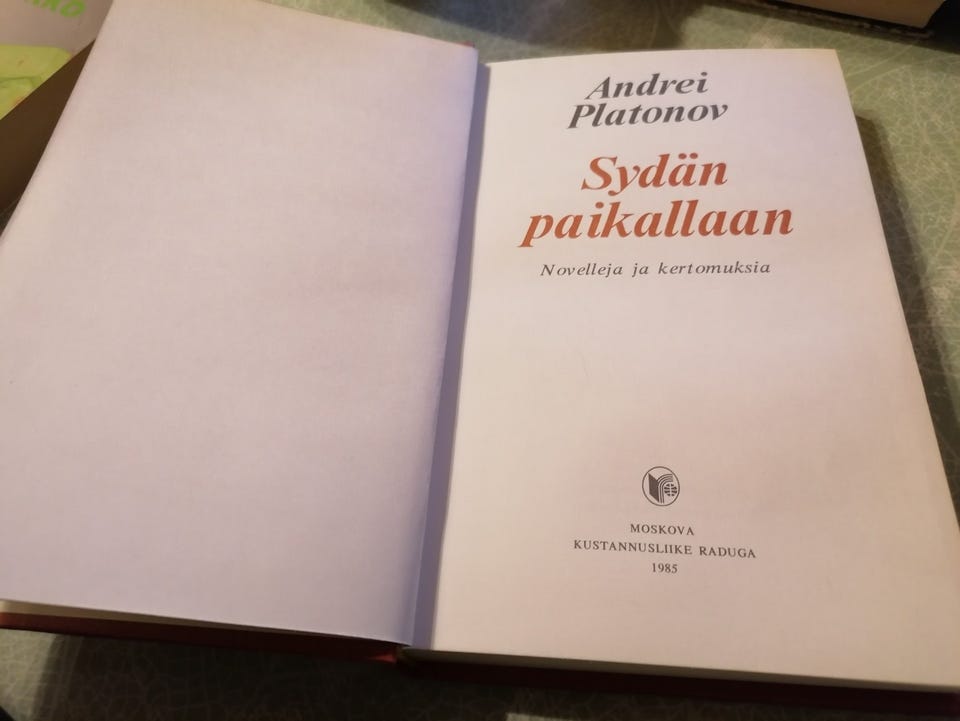 Andrei
Platonov
Sydän
paikallaan
Novelleja ja kertomuksia
MOSKOVA
KUSTANNUSLIIKE RADUGA
1985